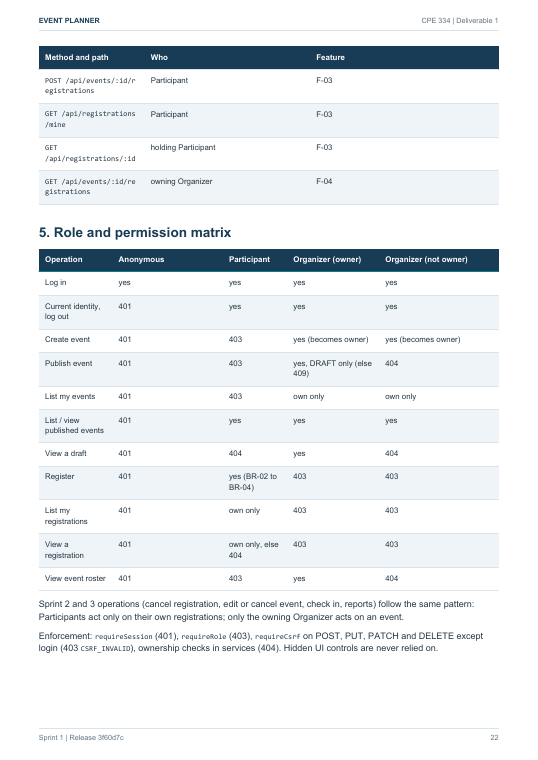 EVENT PLANNER CPE 334 | Deliverable 1
Method and path Who Feature
POST /api/events/:id/r Participant F-03
egistrations
GET /api/registrations Participant F-03
/mine
GET holding Participant F-03
/api/registrations/:id
GET /api/events/:id/re owning Organizer F-04
gistrations
5. Role and permission matrix
Operation Anonymous Participant Organizer (owner) Organizer (not owner)
Log in yes yes yes yes
Current identity, 401 yes yes yes
log out
Create event 401 403 yes (becomes owner) yes (becomes owner)
Publish event 401 403 yes, DRAFT only (else 404
409)
List my events 401 403 own only own only
List / view 401 yes yes yes
published events
View a draft 401 404 yes 404
Register 401 yes (BR-02 to 403 403
BR-04)
List my 401 own only 403 403
registrations
View a 401 own only, else 403 403
registration 404
View event roster 401 403 yes 404
Sprint 2 and 3 operations (cancel registration, edit or cancel event, check in, reports) follow the same pattern:
Participants act only on their own registrations; only the owning Organizer acts on an event.
Enforcement: requireSession (401), requireRole (403), requireCsrf on POST, PUT, PATCH and DELETE except
login (403 CSRF_INVALID), ownership checks in services (404). Hidden UI controls are never relied on.
Sprint 1 | Release 3f60d7c 22